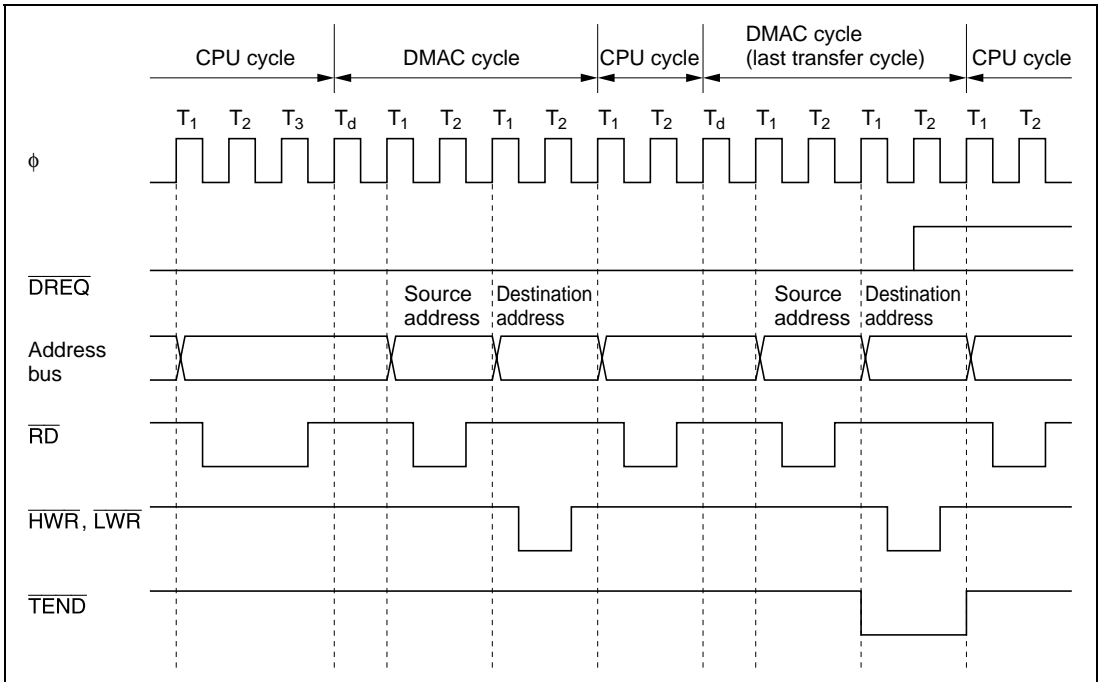 CPU cycle DMAC cycle CPU cycle DMAC cycle (last transfer cycle) CPU cycle
T1 T2 T3 Td T1 T2 T1 T2 T1 T2 Td T1 T2 T1 T2 T1 T2
φ
DREQ
Source address Destination address Source address Destination address
Address bus
RD
HWR, LWR
TEND